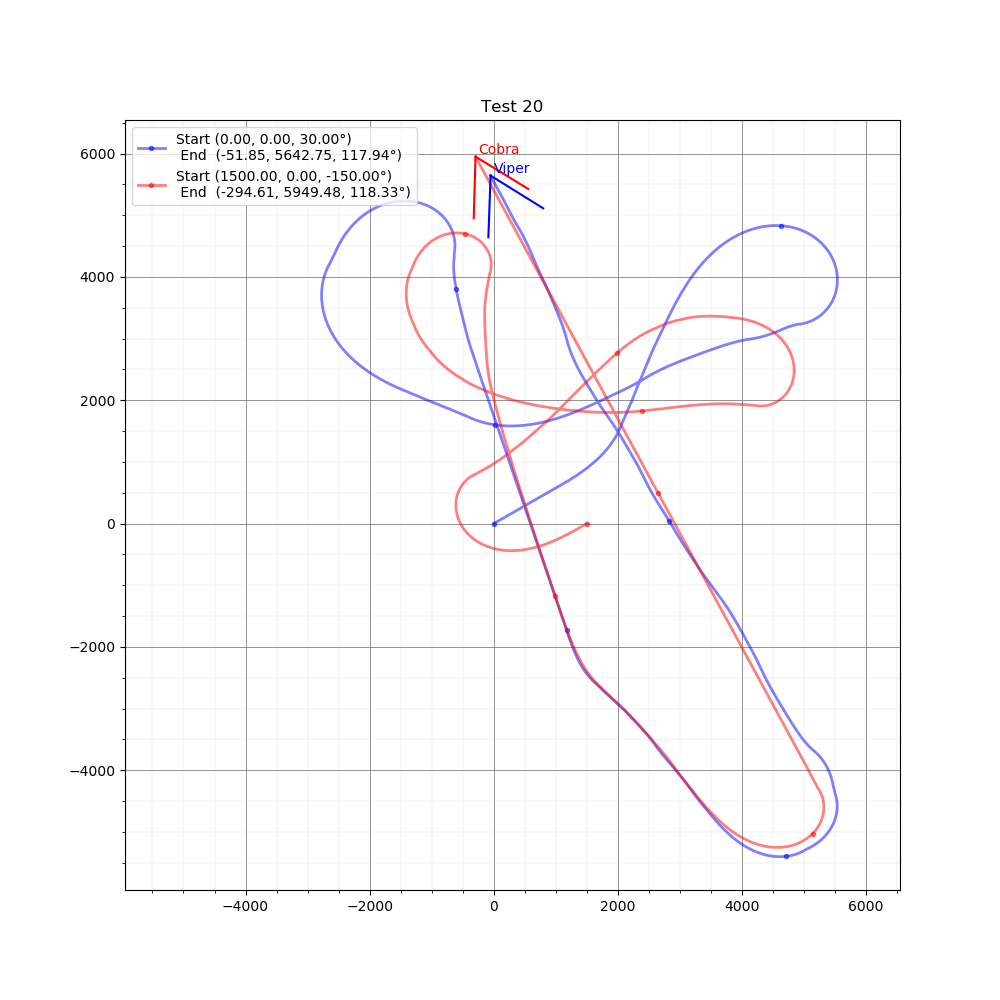 Test 20
Start (0.00, 0.00, 30.00°)
End (-51.85, 5642.75, 117.94°)
Start (1500.00, 0.00, -150.00°)
End (-294.61, 5949.48, 118.33°)
Cobra
Viper
6000
4000
2000
0
−2000
−4000
−4000 −2000 0 2000 4000 6000